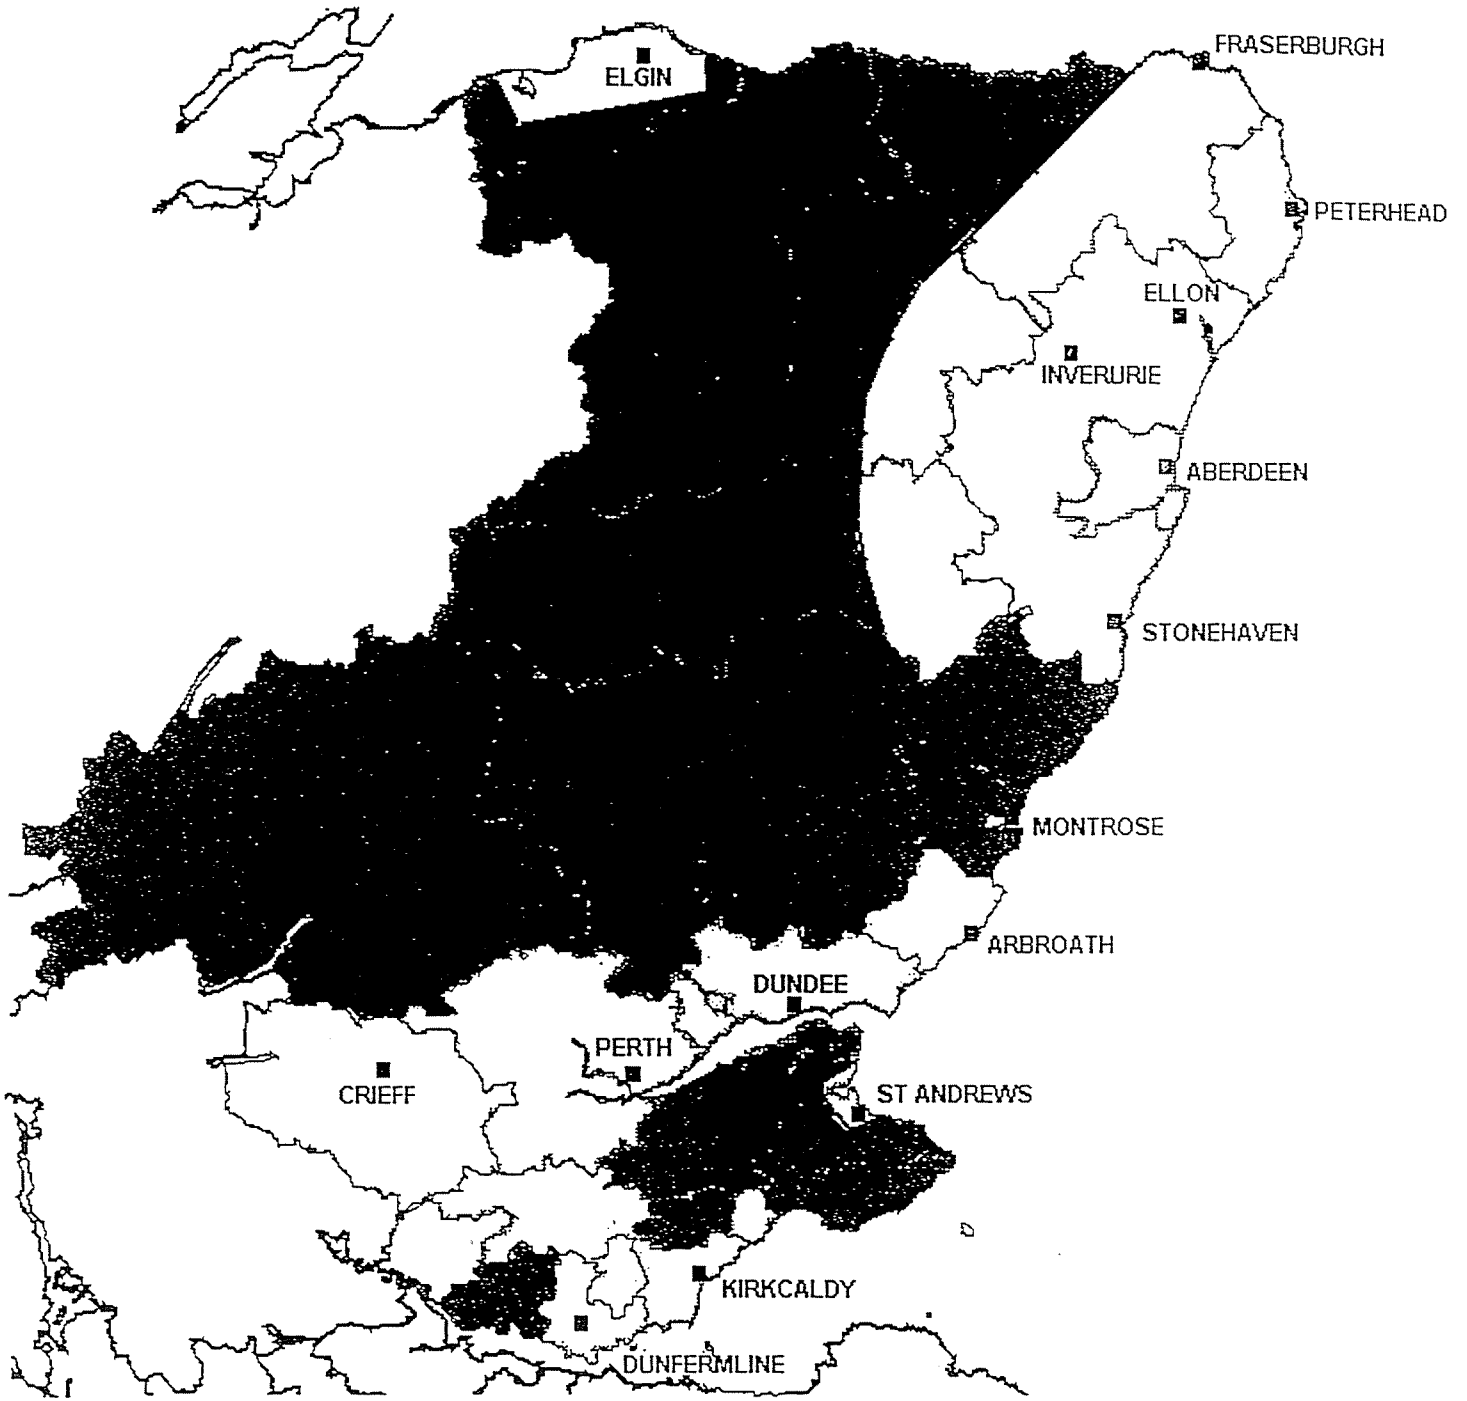 FRASERBURGH
ELGIN
PETERHEAD
ELLON
INVERURIE
ABERDEEN
STONEHAVEN
MONTROSE
ARBROATH
DUNDEE
PERTH
CRIEFF
ST ANDREWS
KIRKCALDY
DUNFERMLINE